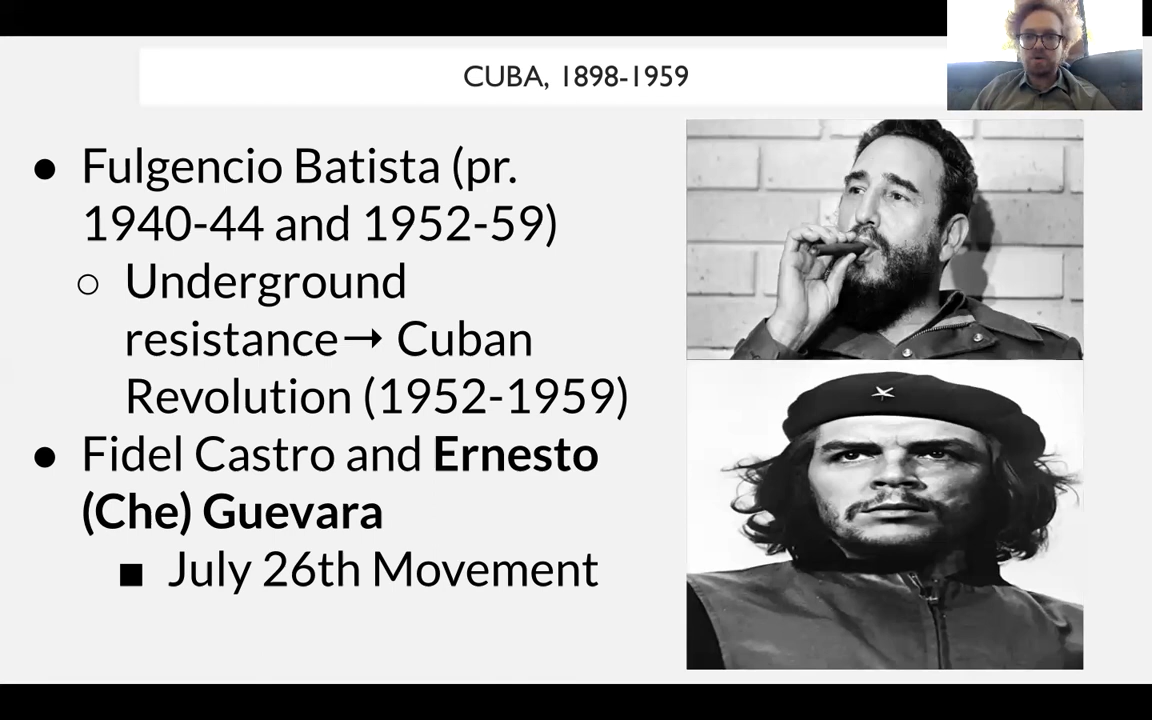 CUBA, 1898-1959
● Fulgencio Batista (pr.
1940-44 and 1952-59)
○ Underground
resistance→ Cuban
Revolution (1952-1959)
● Fidel Castro and Ernesto
(Che) Guevara
■ July 26th Movement